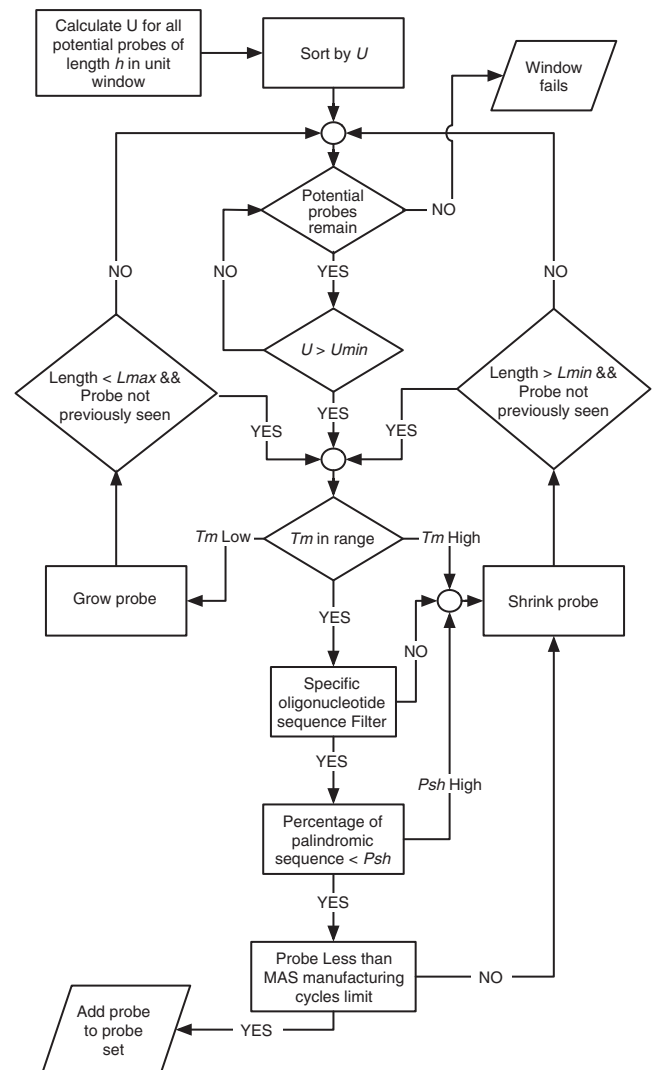 Calculate U for all
potential probes of
length h in unit
window
Sort by U
Window
fails
Potential
probes
remain
NO
NO
NO
YES
NO
U > Umin
Length < Lmax &&
Probe not
previously seen
Length > Lmin &&
Probe not
previously seen
YES
YES
YES
Tm Low
Tm in range
Tm High
Grow probe
Shrink probe
YES
NO
Specific
oligonucleotide
sequence Filter
YES
Psh High
Percentage of
palindromic
sequence < Psh
YES
Probe Less than
MAS manufacturing
cycles limit
NO
Add probe
to probe
set
YES